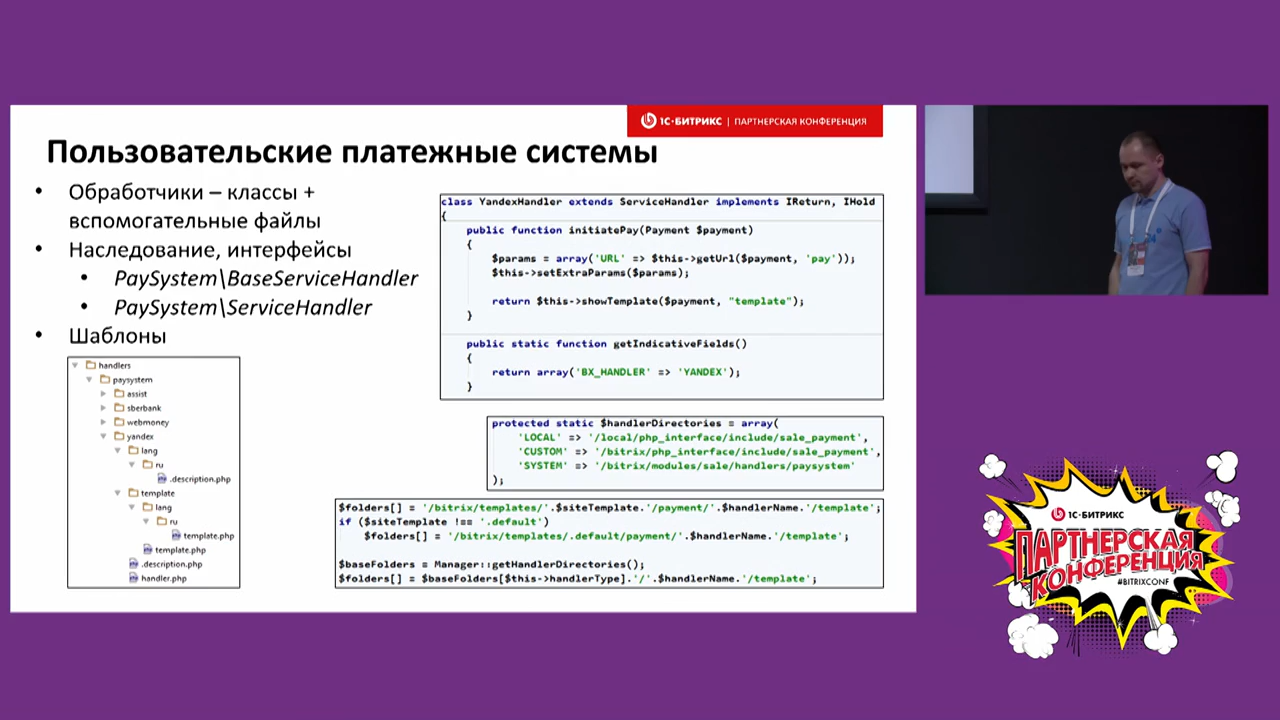 1С-БИТРИКС | ПАРТНЕРСКАЯ КОНФЕРЕНЦИЯ
Пользовательские платежные системы
• Обработчики – классы +
вспомогательные файлы
• Наследование, интерфейсы
• PaySystem\BaseServiceHandler
• PaySystem\ServiceHandler
• Шаблоны
handlers
paysystem
assist
sberbank
webmoney
yandex
lang
ru
.description.php
template
lang
ru
template.php
template.php
.description.php
handler.php
class YandexHandler extends ServiceHandler implements IReturn, IHold
{
public function initiatePay(Payment $payment)
{
$params = array('URL' => $this->getUrl($payment, 'pay'));
$this->setExtraParams($params);
return $this->showTemplate($payment, "template");
}
public static function getIndicativeFields()
{
return array('BX_HANDLER' => 'YANDEX');
}
protected static $handlerDirectories = array(
'LOCAL' => '/local/php_interface/include/sale_payment',
'CUSTOM' => '/bitrix/php_interface/include/sale_payment',
'SYSTEM' => '/bitrix/modules/sale/handlers/paysystem'
);
$folders[] = '/bitrix/templates/'.$siteTemplate.'/payment/'.$handlerName.'/template';
if ($siteTemplate !== '.default')
$folders[] = '/bitrix/templates/.default/payment/'.$handlerName.'/template';
$baseFolders = Manager::getHandlerDirectories();
$folders[] = $baseFolders[$this->handlerType].'/'.$handlerName.'/template';
1С-БИТРИКС
ПАРТНЕРСКАЯ
КОНФЕРЕНЦИЯ
#BITRIXCONF